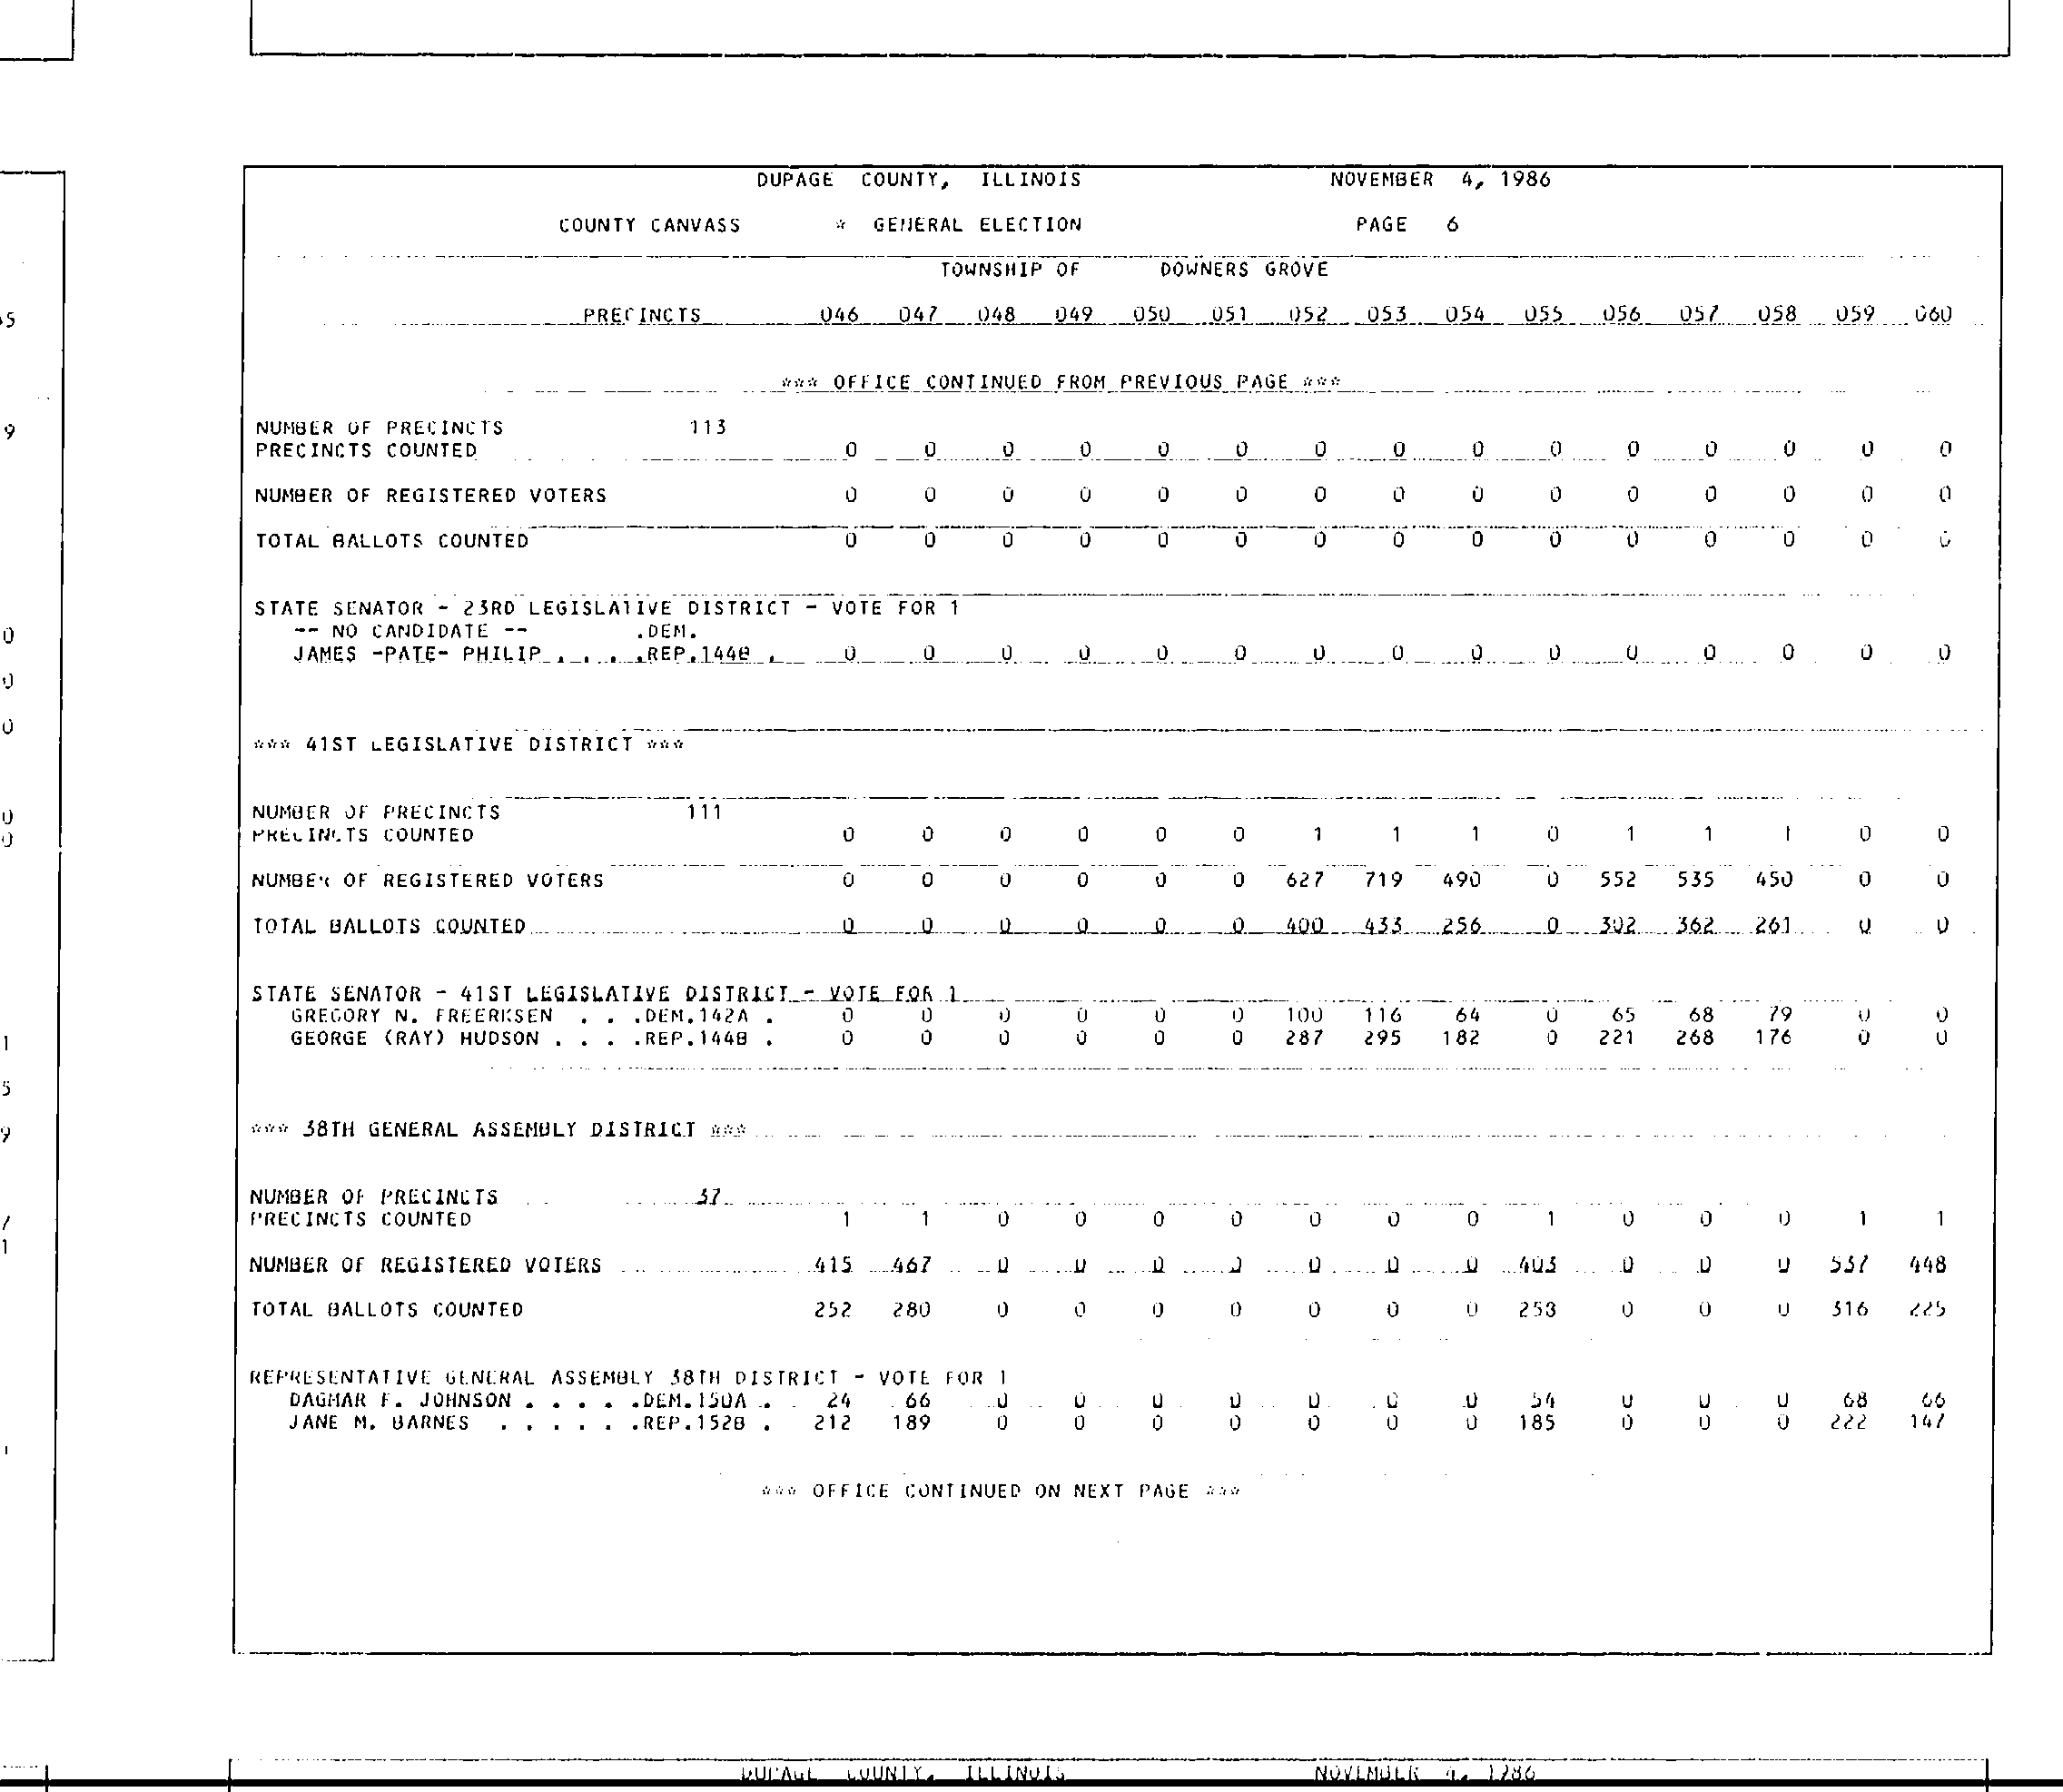 DUPAGE COUNTY, ILLINOIS NOVEMBER 4, 1986
COUNTY CANVASS * GENERAL ELECTION PAGE 6
TOWNSHIP OF DOWNERS GROVE
PRECINCTS 046 047 048 049 050 051 052 053 054 055 056 057 058 059 060
*** OFFICE CONTINUED FROM PREVIOUS PAGE ***
NUMBER OF PRECINCTS 113
PRECINCTS COUNTED 0 0 0 0 0 0 0 0 0 0 0 0 0 0 0
NUMBER OF REGISTERED VOTERS 0 0 0 0 0 0 0 0 0 0 0 0 0 0 0
TOTAL BALLOTS COUNTED 0 0 0 0 0 0 0 0 0 0 0 0 0 0 0
STATE SENATOR - 23RD LEGISLATIVE DISTRICT - VOTE FOR 1
-- NO CANDIDATE -- .DEM.
JAMES -PATE- PHILIP . . . .REP.144B . 0 0 0 0 0 0 0 0 0 0 0 0 0 0 0
*** 41ST LEGISLATIVE DISTRICT ***
NUMBER OF PRECINCTS 111
PRECINCTS COUNTED 0 0 0 0 0 0 1 1 1 0 1 1 1 0 0
NUMBER OF REGISTERED VOTERS 0 0 0 0 0 0 627 719 490 0 552 535 450 0 0
TOTAL BALLOTS COUNTED 0 0 0 0 0 0 400 433 256 0 302 362 261 0 0
STATE SENATOR - 41ST LEGISLATIVE DISTRICT - VOTE FOR 1
GREGORY N. FREERKSEN . . .DEM.142A . 0 0 0 0 0 0 100 116 64 0 65 68 79 0 0
GEORGE (RAY) HUDSON . . . .REP.144B . 0 0 0 0 0 0 287 295 182 0 221 268 176 0 0
*** 38TH GENERAL ASSEMBLY DISTRICT ***
NUMBER OF PRECINCTS 37
PRECINCTS COUNTED 1 1 0 0 0 0 0 0 0 1 0 0 0 1 1
NUMBER OF REGISTERED VOTERS 415 467 0 0 0 0 0 0 0 403 0 0 0 537 448
TOTAL BALLOTS COUNTED 252 280 0 0 0 0 0 0 0 253 0 0 0 316 225
REPRESENTATIVE GENERAL ASSEMBLY 38TH DISTRICT - VOTE FOR 1
DAGMAR F. JOHNSON . . . . .DEM.150A . 24 66 0 0 0 0 0 0 0 54 0 0 0 68 66
JANE M. BARNES . . . . . .REP.152B . 212 189 0 0 0 0 0 0 0 185 0 0 0 222 147
*** OFFICE CONTINUED ON NEXT PAGE ***
DUPAGE COUNTY, ILLINOIS NOVEMBER 4, 1986